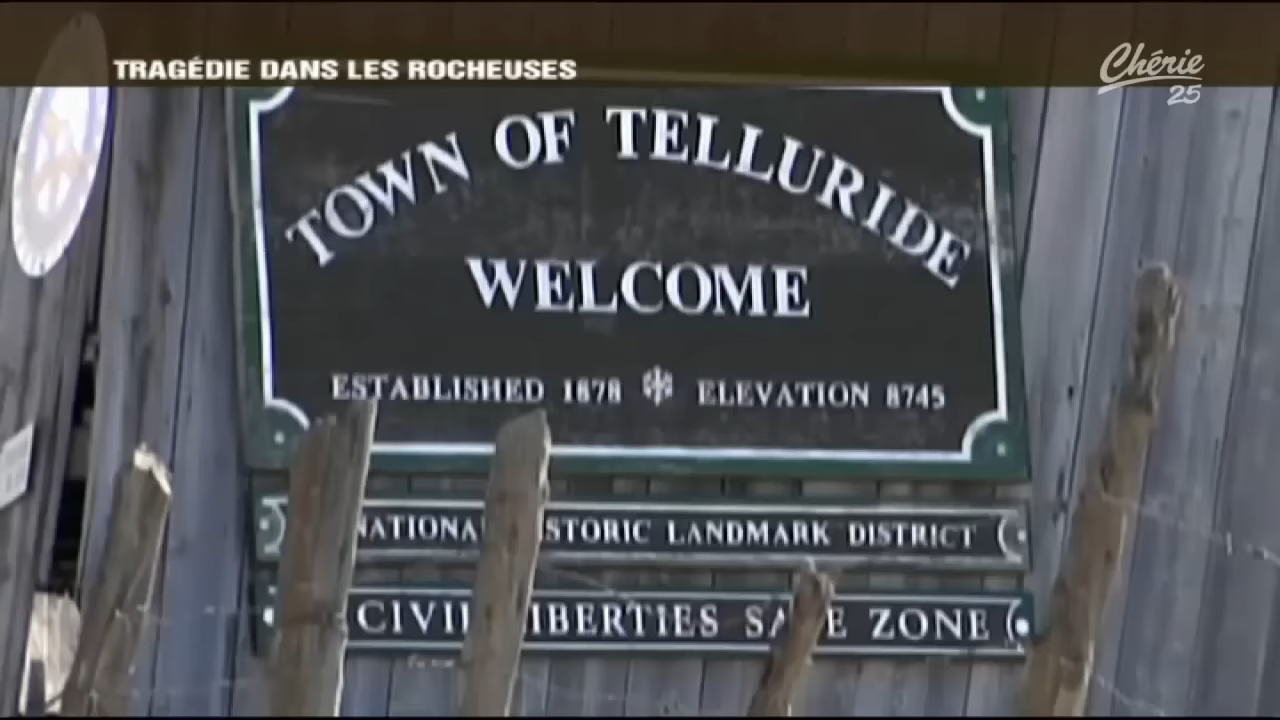 TRAGÉDIE DANS LES ROCHEUSES
Chérie
25
TOWN OF TELLURIDE
WELCOME
ESTABLISHED 1878 ELEVATION 8745
NATIONA STORIC LANDMARK DISTRICT
CIVIL IBERTIES SA E ZONE